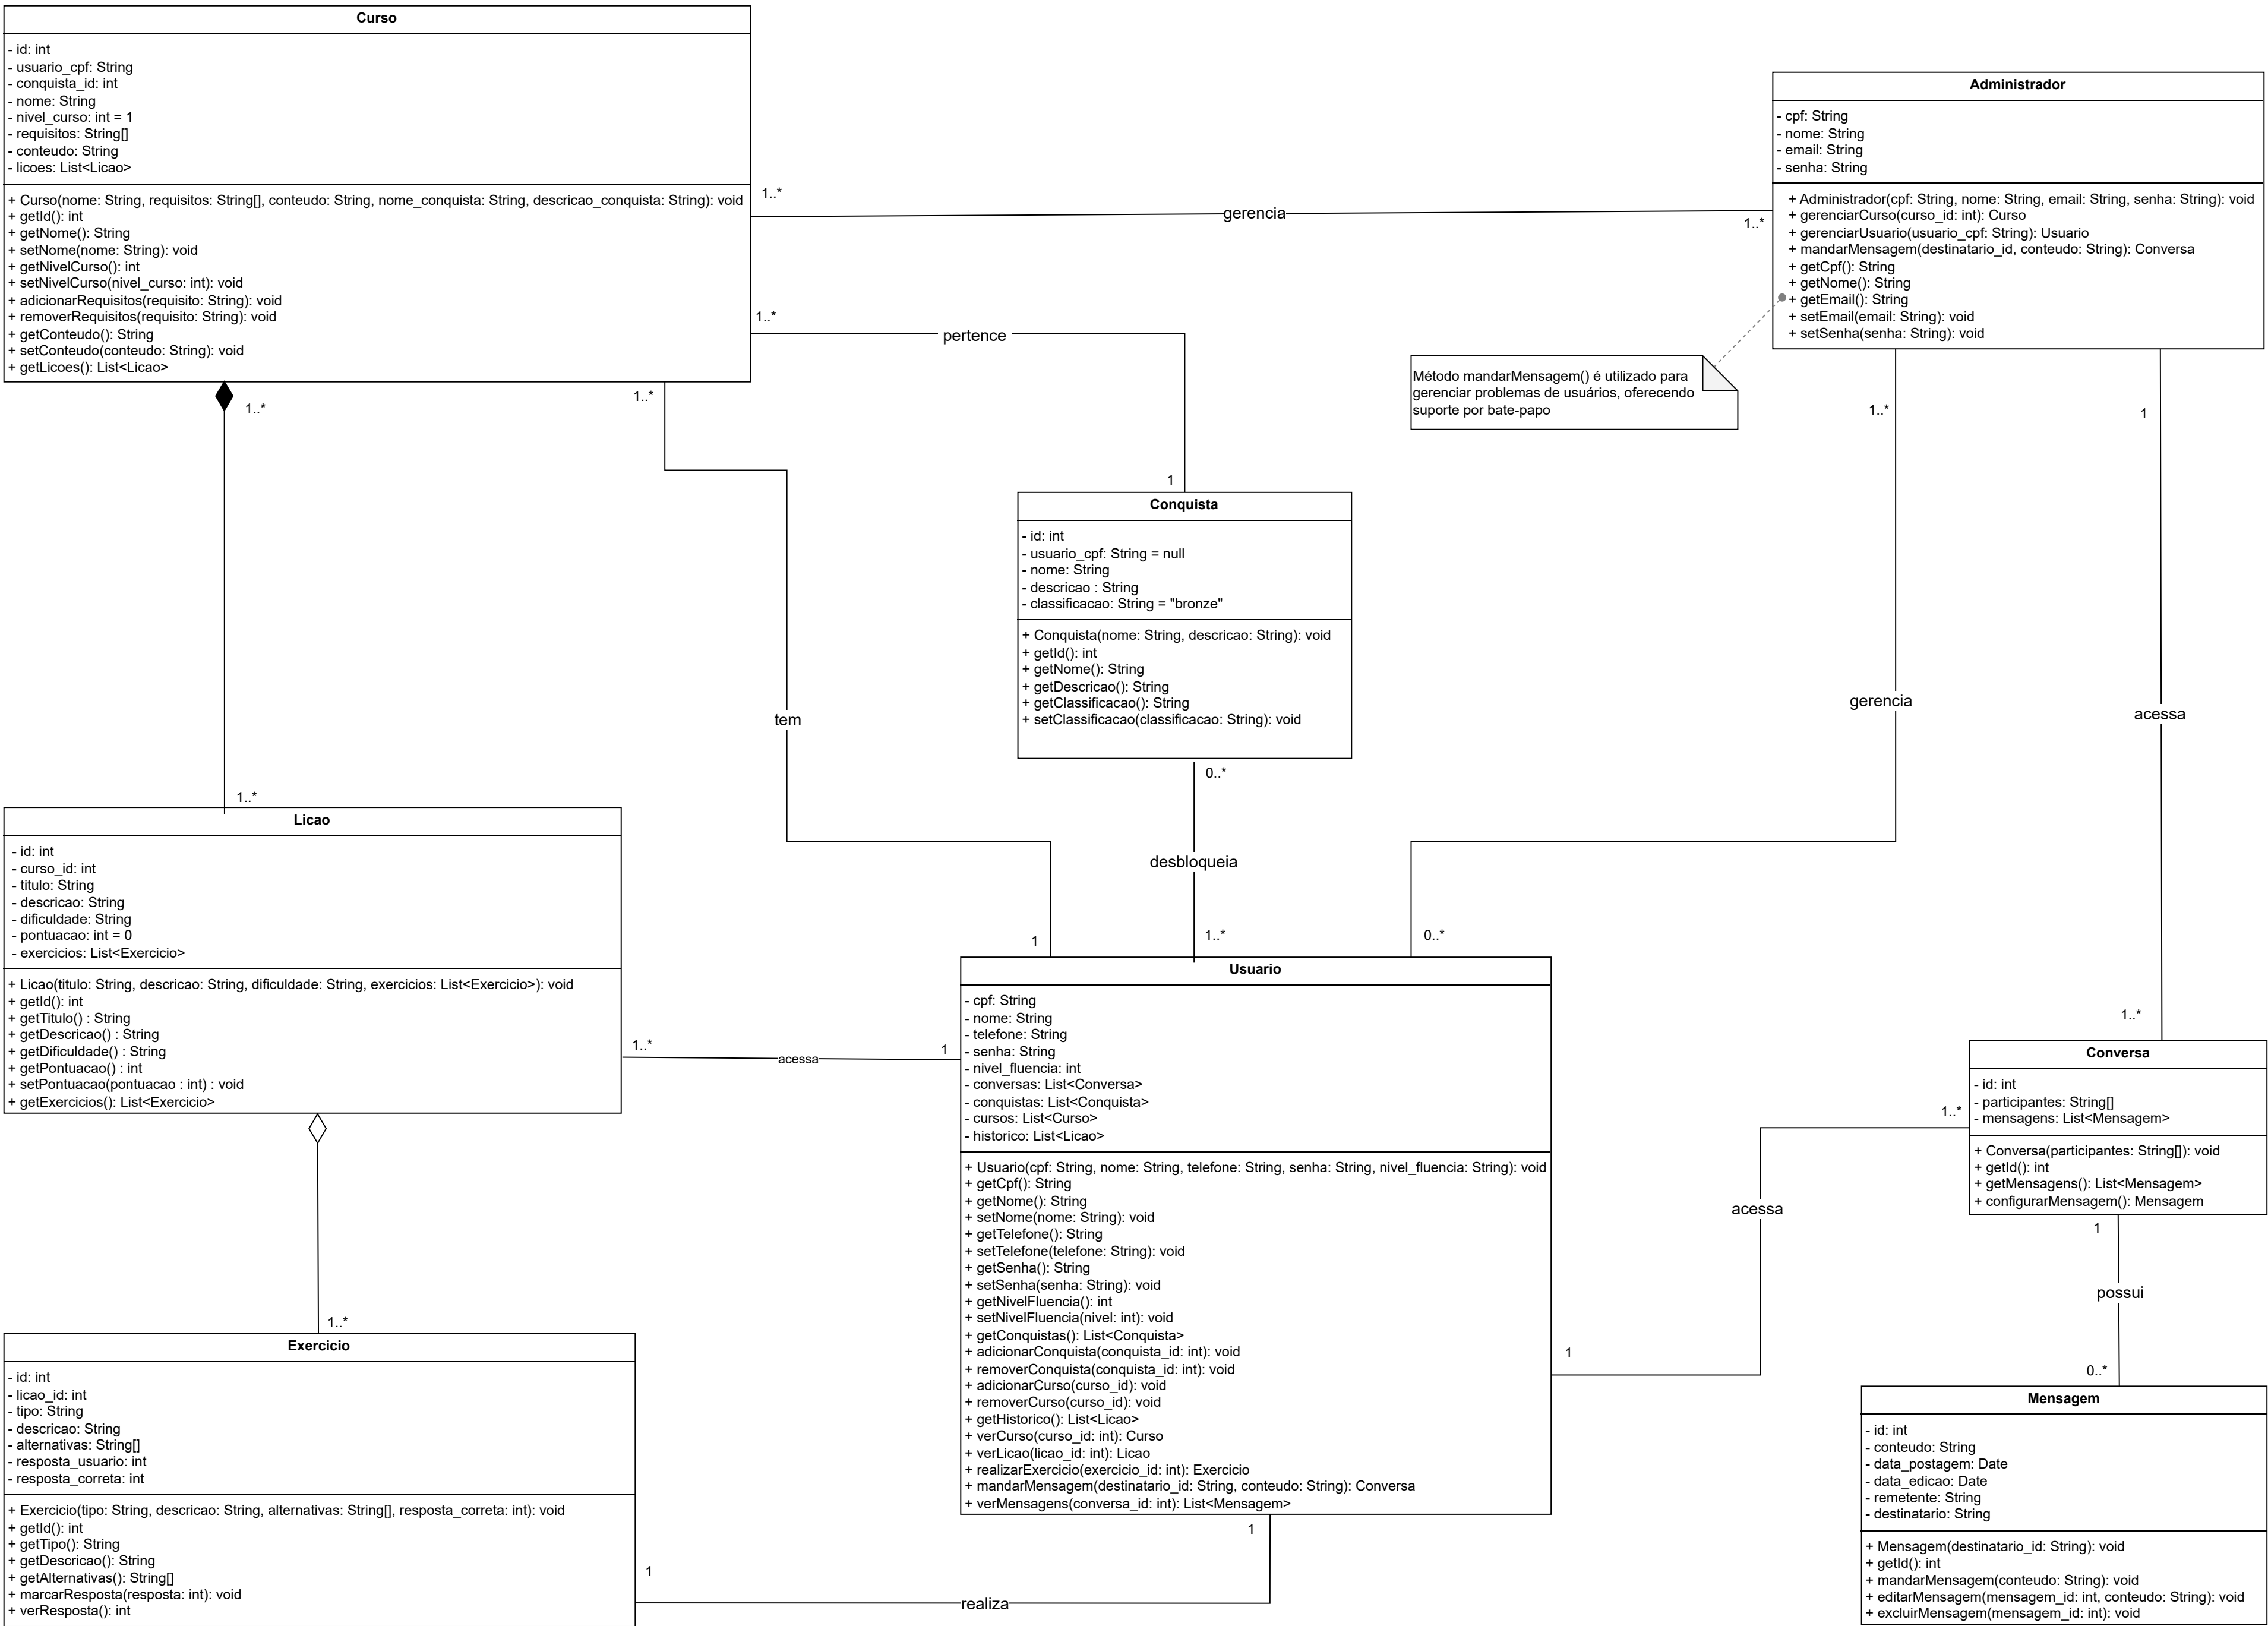 Curso
- id: int
- usuario_cpf: String
- conquista_id: int
- nome: String
- nivel_curso: int = 1
- requisitos: String[]
- conteudo: String
- licoes: List<Licao>
+ Curso(nome: String, requisitos: String[], conteudo: String, nome_conquista: String, descricao_conquista: String): void
+ getId(): int
+ getNome(): String
+ setNome(nome: String): void
+ getNivelCurso(): int
+ setNivelCurso(nivel_curso: int): void
+ adicionarRequisitos(requisito: String): void
+ removerRequisitos(requisito: String): void
+ getConteudo(): String
+ setConteudo(conteudo: String): void
+ getLicoes(): List<Licao>
1..*
gerencia
1..*
Administrador
- cpf: String
- nome: String
- email: String
- senha: String
+ Administrador(cpf: String, nome: String, email: String, senha: String): void
+ gerenciarCurso(curso_id: int): Curso
+ gerenciarUsuario(usuario_cpf: String): Usuario
+ mandarMensagem(destinatario_id, conteudo: String): Conversa
+ getCpf(): String
+ getNome(): String
+ getEmail(): String
+ setEmail(email: String): void
+ setSenha(senha: String): void
1..*
pertence
1
Método mandarMensagem() é utilizado para
gerenciar problemas de usuários, oferecendo
suporte por bate-papo
1..*
1..*
1..*
1
Conquista
- id: int
- usuario_cpf: String = null
- nome: String
- descricao : String
- classificacao: String = "bronze"
+ Conquista(nome: String, descricao: String): void
+ getId(): int
+ getNome(): String
+ getDescricao(): String
+ getClassificacao(): String
+ setClassificacao(classificacao: String): void
tem
gerencia
acessa
0..*
desbloqueia
1
1..*
0..*
1..*
Licao
- id: int
- curso_id: int
- titulo: String
- descricao: String
- dificuldade: String
- pontuacao: int = 0
- exercicios: List<Exercicio>
+ Licao(titulo: String, descricao: String, dificuldade: String, exercicios: List<Exercicio>): void
+ getId(): int
+ getTitulo() : String
+ getDescricao() : String
+ getDificuldade() : String
+ getPontuacao() : int
+ setPontuacao(pontuacao : int) : void
+ getExercicios(): List<Exercicio>
1..*
acessa
1
Usuario
- cpf: String
- nome: String
- telefone: String
- senha: String
- nivel_fluencia: int
- conversas: List<Conversa>
- conquistas: List<Conquista>
- cursos: List<Curso>
- historico: List<Licao>
+ Usuario(cpf: String, nome: String, telefone: String, senha: String, nivel_fluencia: String): void
+ getCpf(): String
+ getNome(): String
+ setNome(nome: String): void
+ getTelefone(): String
+ setTelefone(telefone: String): void
+ getSenha(): String
+ setSenha(senha: String): void
+ getNivelFluencia(): int
+ setNivelFluencia(nivel: int): void
+ getConquistas(): List<Conquista>
+ adicionarConquista(conquista_id: int): void
+ removerConquista(conquista_id: int): void
+ adicionarCurso(curso_id): void
+ removerCurso(curso_id): void
+ getHistorico(): List<Licao>
+ verCurso(curso_id: int): Curso
+ verLicao(licao_id: int): Licao
+ realizarExercicio(exercicio_id: int): Exercicio
+ mandarMensagem(destinatario_id: String, conteudo: String): Conversa
+ verMensagens(conversa_id: int): List<Mensagem>
1..*
Conversa
- id: int
- participantes: String[]
- mensagens: List<Mensagem>
+ Conversa(participantes: String[]): void
+ getId(): int
+ getMensagens(): List<Mensagem>
+ configurarMensagem(): Mensagem
1..*
acessa
1
1
possui
0..*
Mensagem
- id: int
- conteudo: String
- data_postagem: Date
- data_edicao: Date
- remetente: String
- destinatario: String
+ Mensagem(destinatario_id: String): void
+ getId(): int
+ mandarMensagem(conteudo: String): void
+ editarMensagem(mensagem_id: int, conteudo: String): void
+ excluirMensagem(mensagem_id: int): void
1..*
Exercicio
- id: int
- licao_id: int
- tipo: String
- descricao: String
- alternativas: String[]
- resposta_usuario: int
- resposta_correta: int
+ Exercicio(tipo: String, descricao: String, alternativas: String[], resposta_correta: int): void
+ getId(): int
+ getTipo(): String
+ getDescricao(): String
+ getAlternativas(): String[]
+ marcarResposta(resposta: int): void
+ verResposta(): int
1
realiza
1